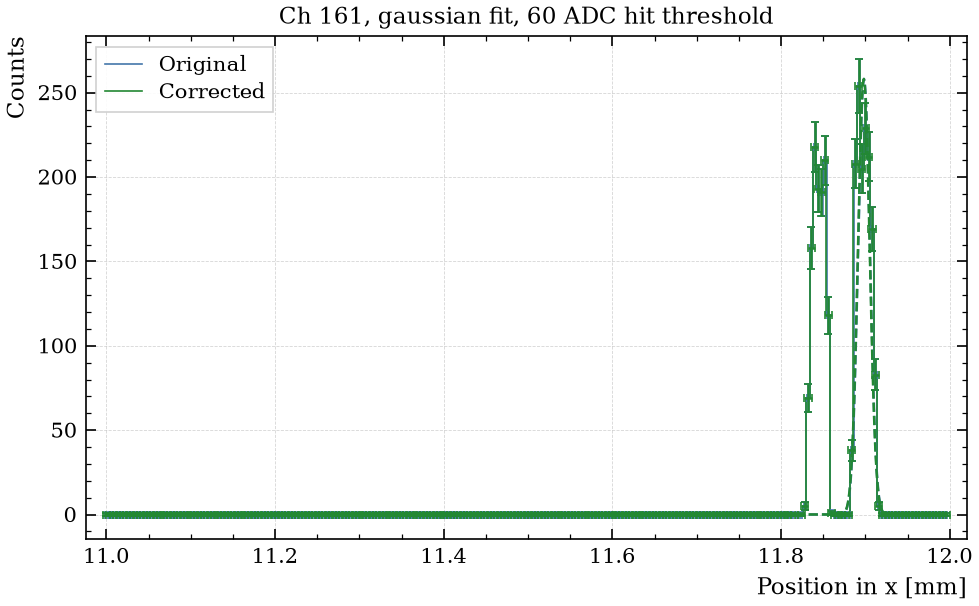 Ch 161, gaussian fit, 60 ADC hit threshold
Counts
Original
Corrected
250
200
150
100
50
0
11.0 11.2 11.4 11.6 11.8 12.0
Position in x [mm]